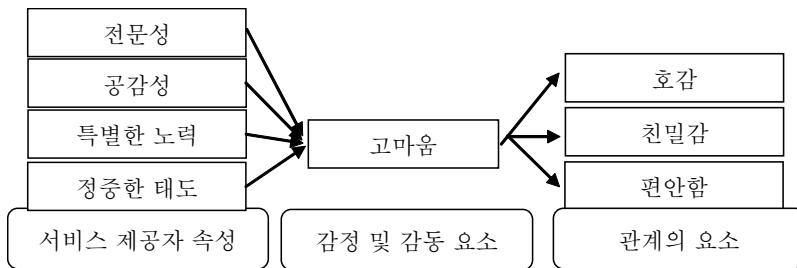 전문성
공감성
특별한 노력
정중한 태도
서비스 제공자 속성
고마움
감정 및 감동 요소
호감
친밀감
편안함
관계의 요소